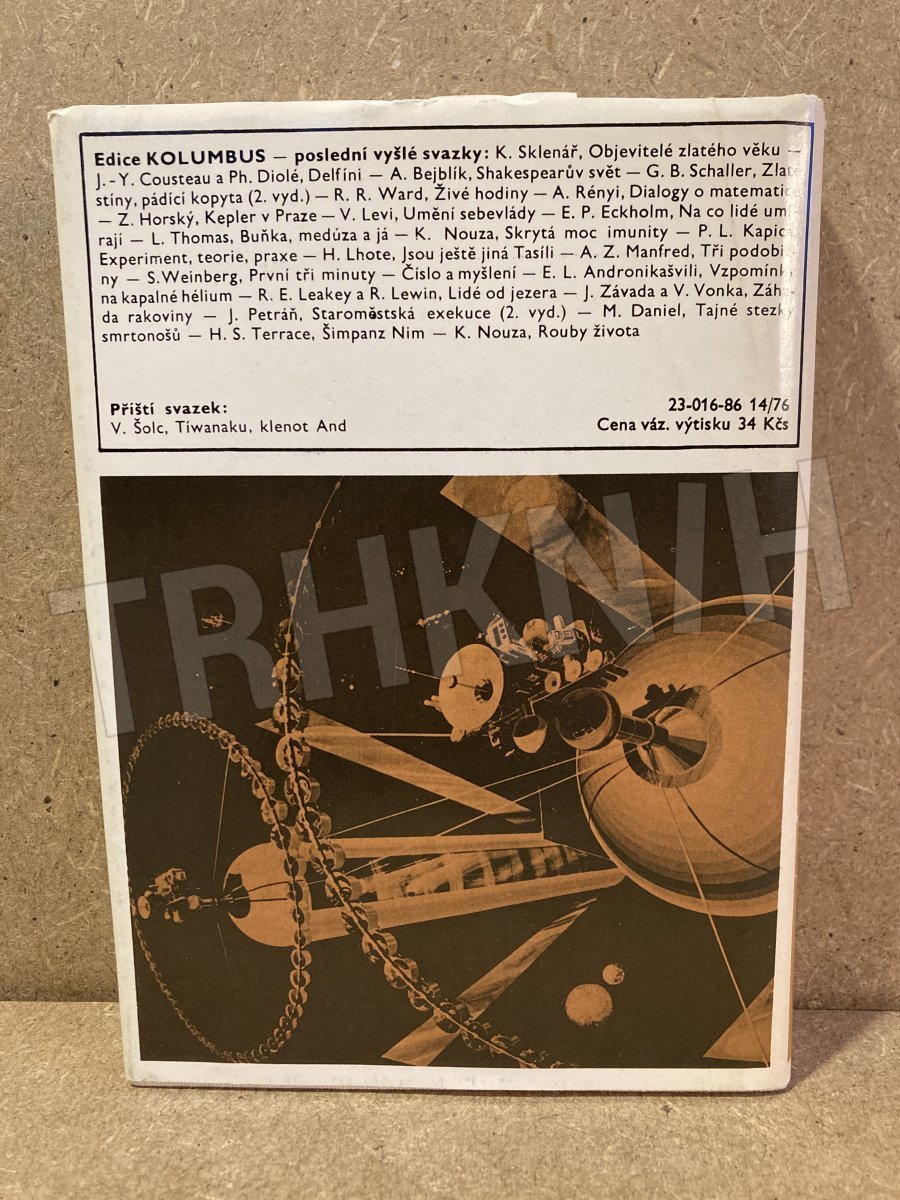 Edice KOLUMBUS — poslední vyšlé svazky: K. Sklenář, Objevitelé zlatého věku —
J.-Y. Cousteau a Ph. Diolé, Delfíni — A. Bejblík, Shakespearův svět — G. B. Schaller, Zlaté
stíny, pádící kopyta (2. vyd.) — R. R. Ward, Živé hodiny — A. Rényi, Dialogy o matematice
— Z. Horský, Kepler v Praze — V. Levi, Umění sebevlády — E. P. Eckholm, Na co lidé umí-
rají — L. Thomas, Buňka, medúza a já — K. Nouza, Skrytá moc imunity — P. L. Kapica,
Experiment, teorie, praxe — H. Lhote, Jsou ještě jiná Tasíli — A. Z. Manfred, Tři podobiz-
ny — S. Weinberg, První tři minuty — Číslo a myšlení — E. L. Andronikašvili, Vzpomínky
na kapalné hélium — R. E. Leakey a R. Lewin, Lidé od jezera — J. Závada a V. Vonka, Záha-
da rakoviny — J. Petráň, Staroměstská exekuce (2. vyd.) — M. Daniel, Tajné stezky
smrtonošů — H. S. Terrace, Šimpanz Nim — K. Nouza, Rouby života
Příští svazek:
V. Šolc, Tíwanaku, klenot And
23-016-86 14/76
Cena váz. výtisku 34 Kčs
TRHKNIH